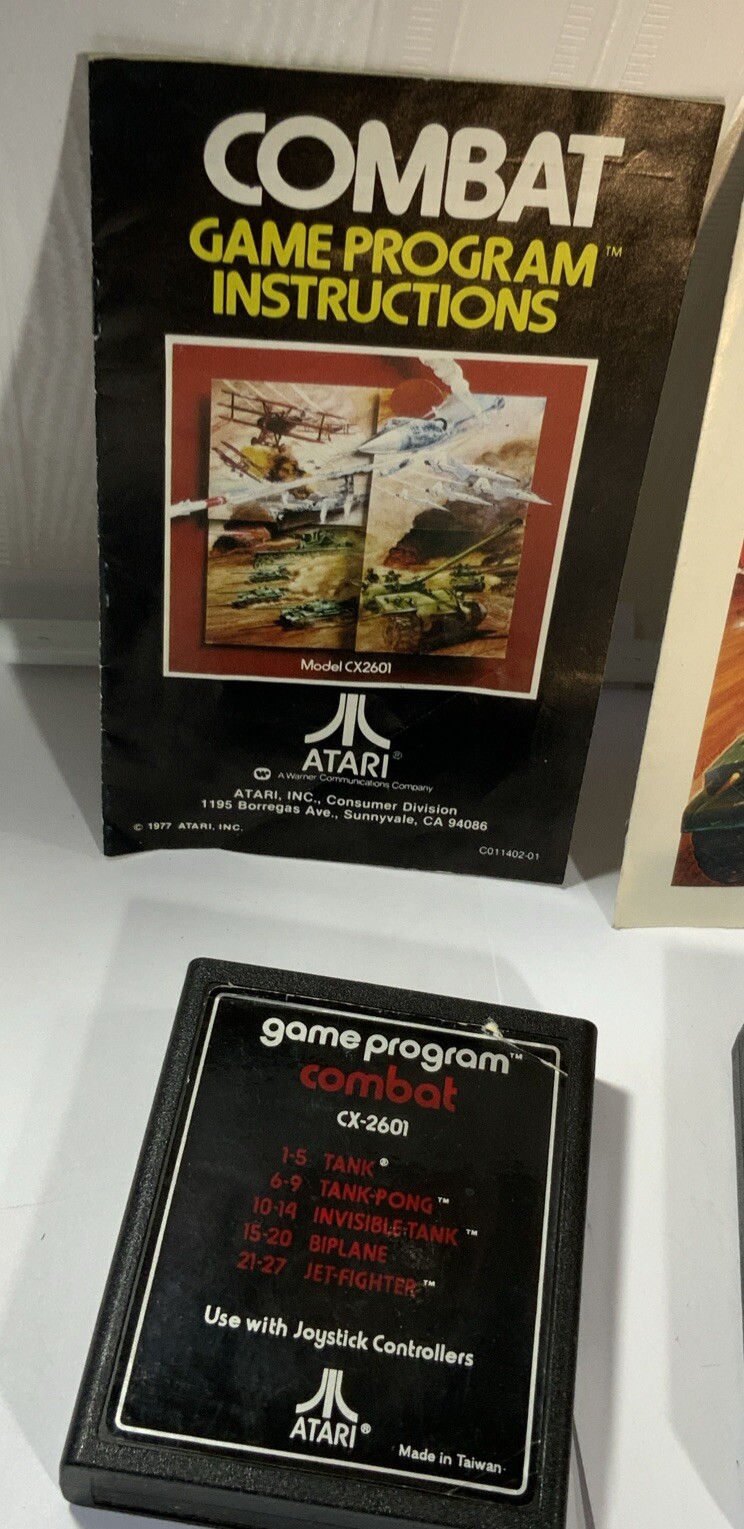 COMBAT
GAME PROGRAM™
INSTRUCTIONS
Model CX2601
ATARI®
A Warner Communications Company
ATARI, INC., Consumer Division
1195 Borregas Ave., Sunnyvale, CA 94086
© 1977 ATARI, INC.
C011402-01
game program™
combat
CX-2601
1-5 TANK®
6-9 TANK-PONG™
10-14 INVISIBLE-TANK™
15-20 BIPLANE
21-27 JET-FIGHTER™
Use with Joystick Controllers
ATARI®
Made in Taiwan